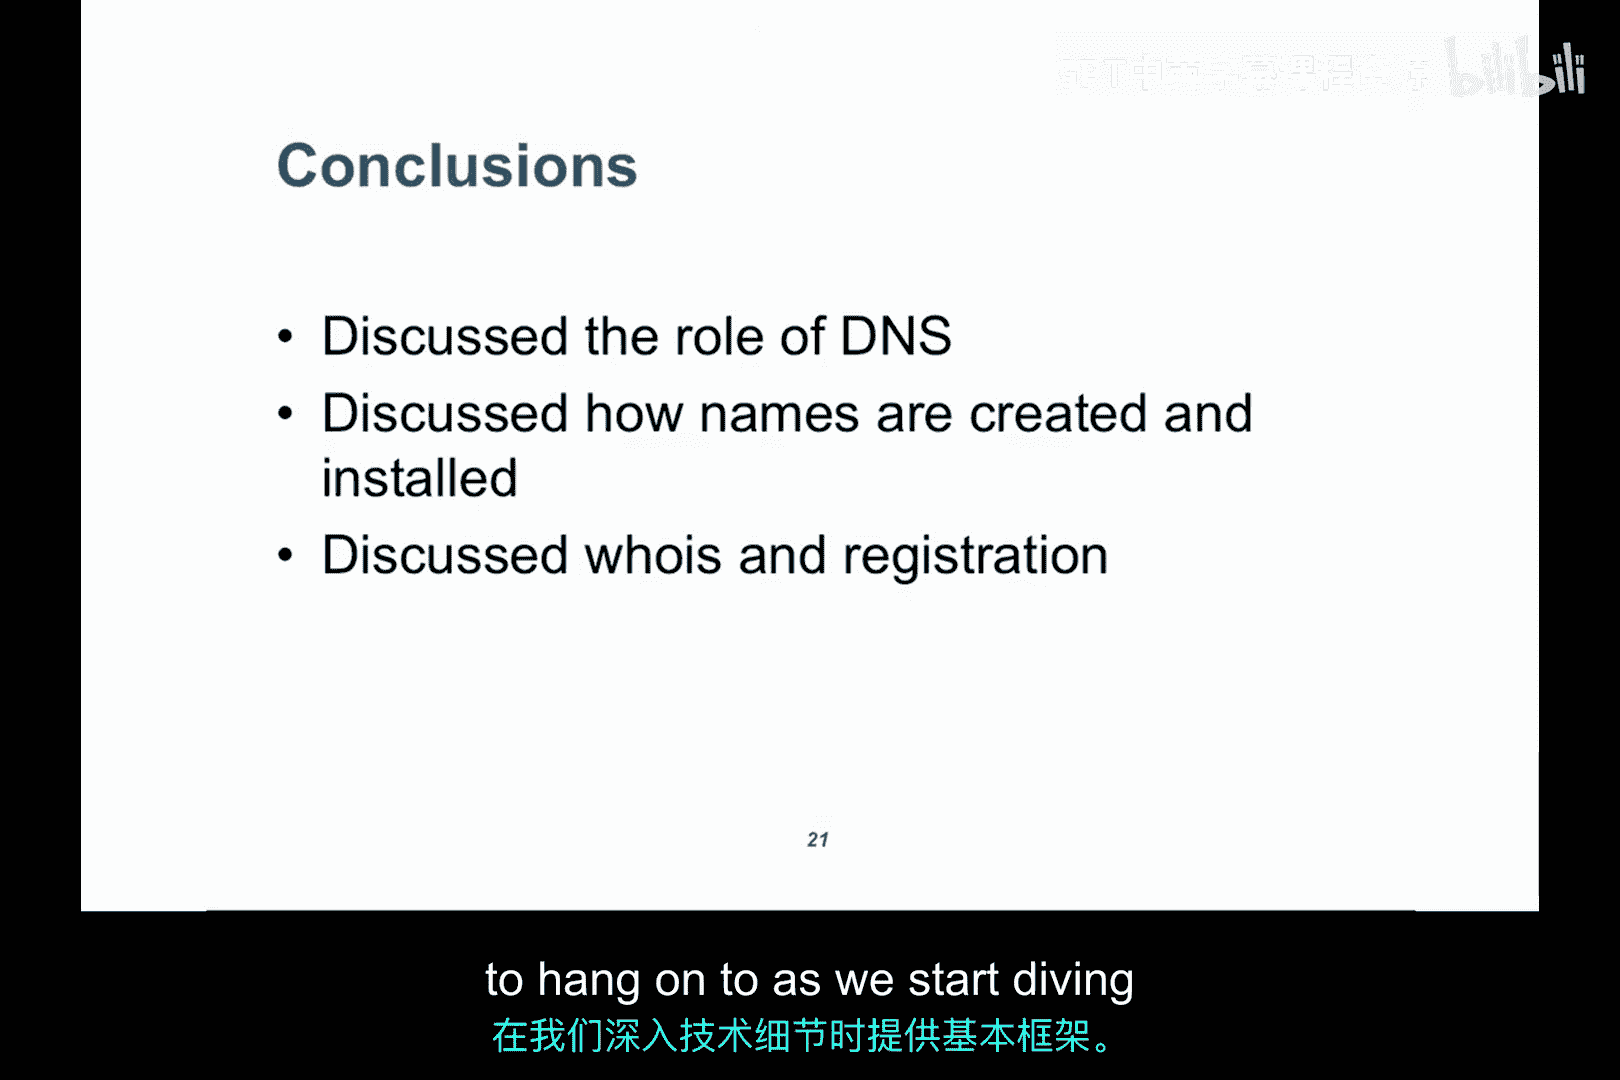 bilibili
Conclusions
• Discussed the role of DNS
• Discussed how names are created and
installed
• Discussed whois and registration
21
to hang on to as we start diving
在我们深入技术细节时提供基本框架。